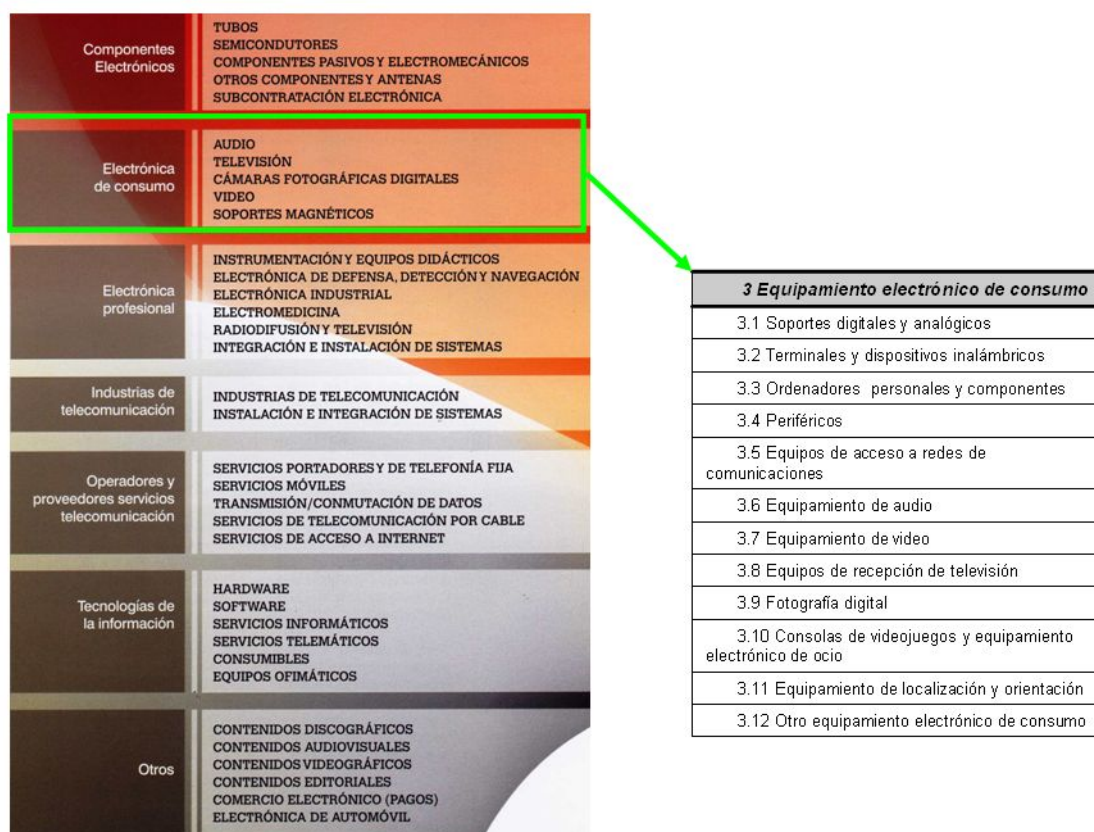 Componentes
Electrónicos
TUBOS
SEMICONDUTORES
COMPONENTES PASIVOS Y ELECTROMECÁNICOS
OTROS COMPONENTES Y ANTENAS
SUBCONTRATACIÓN ELECTRÓNICA
Electrónica
de consumo
AUDIO
TELEVISIÓN
CÁMARAS FOTOGRÁFICAS DIGITALES
VIDEO
SOPORTES MAGNÉTICOS
Electrónica
profesional
INSTRUMENTACIÓN Y EQUIPOS DIDÁCTICOS
ELECTRÓNICA DE DEFENSA, DETECCIÓN Y NAVEGACIÓN
ELECTRÓNICA INDUSTRIAL
ELECTROMEDICINA
RADIODIFUSIÓN Y TELEVISIÓN
INTEGRACIÓN E INSTALACIÓN DE SISTEMAS
Industrias de
telecomunicación
INDUSTRIAS DE TELECOMUNICACIÓN
INSTALACIÓN E INTEGRACIÓN DE SISTEMAS
Operadores y
proveedores servicios
telecomunicación
SERVICIOS PORTADORES Y DE TELEFONÍA FIJA
SERVICIOS MÓVILES
TRANSMISIÓN/CONMUTACIÓN DE DATOS
SERVICIOS DE TELECOMUNICACIÓN POR CABLE
SERVICIOS DE ACCESO A INTERNET
Tecnologías de
la información
HARDWARE
SOFTWARE
SERVICIOS INFORMÁTICOS
SERVICIOS TELEMÁTICOS
CONSUMIBLES
EQUIPOS OFIMÁTICOS
Otros
CONTENIDOS DISCOGRÁFICOS
CONTENIDOS AUDIOVISUALES
CONTENIDOS VIDEOGRÁFICOS
CONTENIDOS EDITORIALES
COMERCIO ELECTRÓNICO (PAGOS)
ELECTRÓNICA DE AUTOMÓVIL
3 Equipamiento electrónico de consumo
3.1 Soportes digitales y analógicos
3.2 Terminales y dispositivos inalámbricos
3.3 Ordenadores personales y componentes
3.4 Periféricos
3.5 Equipos de acceso a redes de
comunicaciones
3.6 Equipamiento de audio
3.7 Equipamiento de video
3.8 Equipos de recepción de televisión
3.9 Fotografía digital
3.10 Consolas de videojuegos y equipamiento
electrónico de ocio
3.11 Equipamiento de localización y orientación
3.12 Otro equipamiento electrónico de consumo